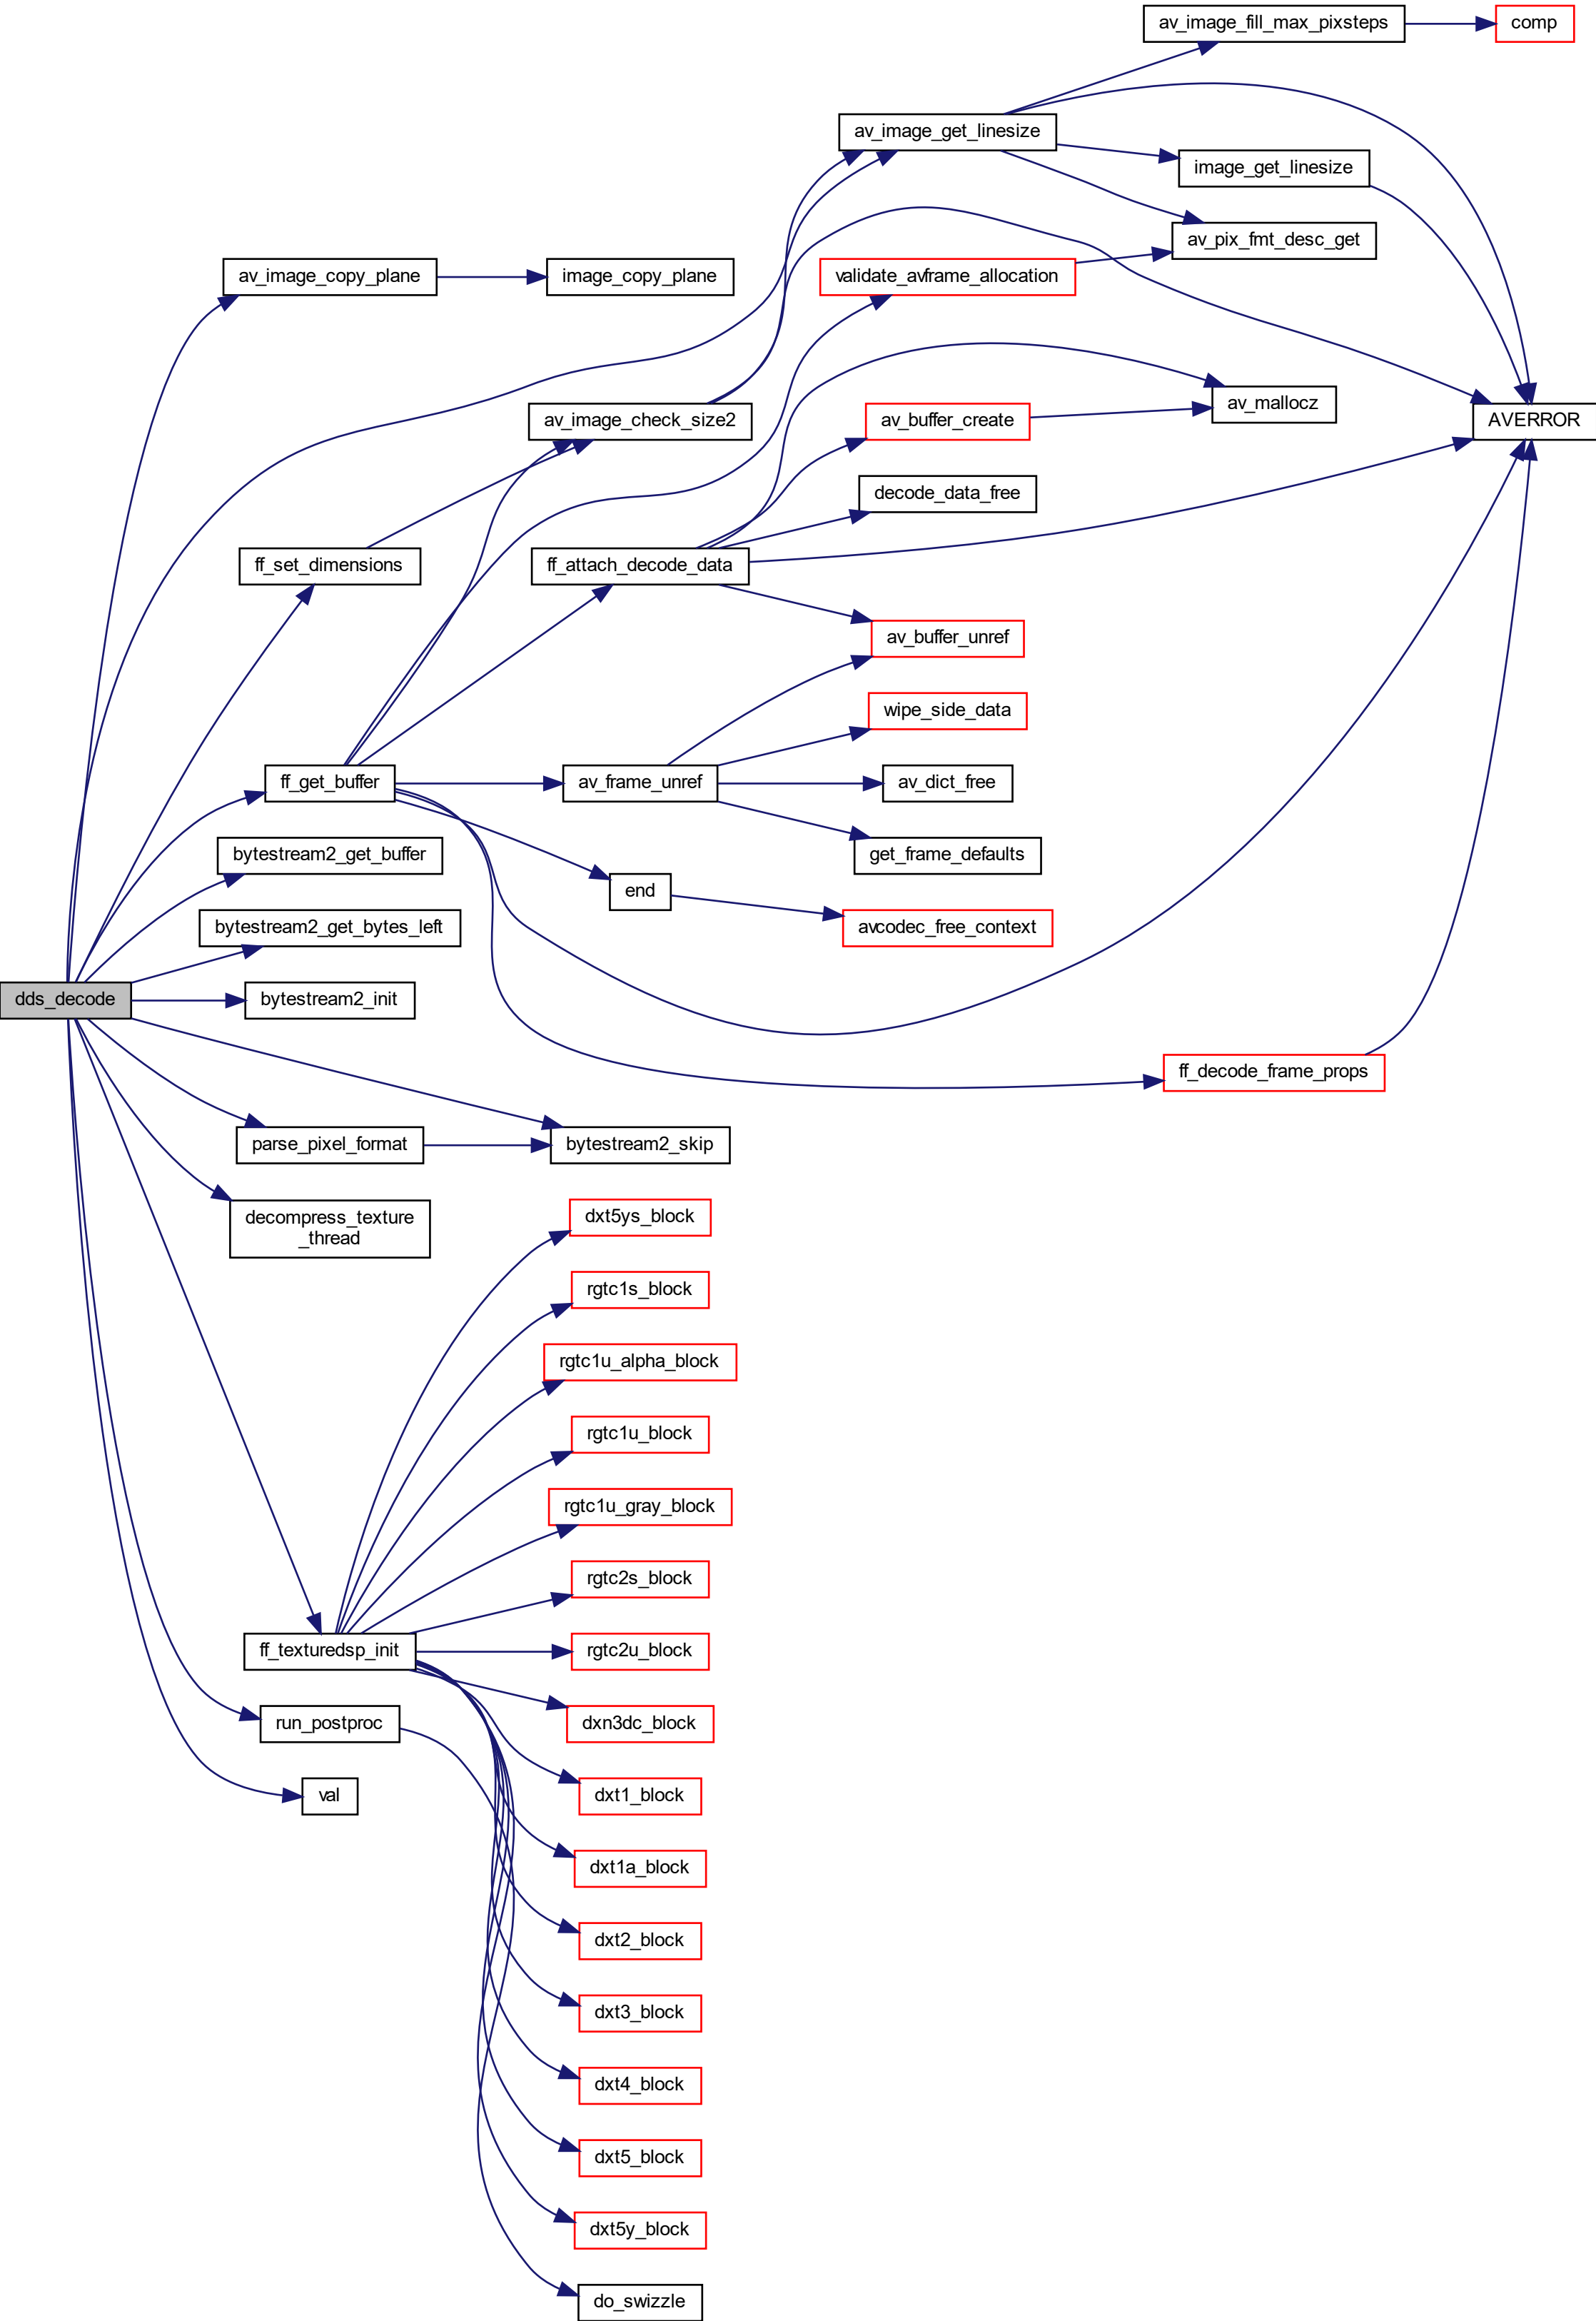 av_image_fill_max_pixsteps
comp
av_image_get_linesize
image_get_linesize
av_pix_fmt_desc_get
av_image_copy_plane
image_copy_plane
validate_avframe_allocation
av_mallocz
av_image_check_size2
av_buffer_create
AVERROR
decode_data_free
ff_set_dimensions
ff_attach_decode_data
av_buffer_unref
wipe_side_data
ff_get_buffer
av_frame_unref
av_dict_free
bytestream2_get_buffer
get_frame_defaults
end
bytestream2_get_bytes_left
avcodec_free_context
dds_decode
bytestream2_init
ff_decode_frame_props
parse_pixel_format
bytestream2_skip
decompress_texture
_thread
dxt5ys_block
rgtc1s_block
rgtc1u_alpha_block
rgtc1u_block
rgtc1u_gray_block
rgtc2s_block
ff_texturedsp_init
rgtc2u_block
run_postproc
dxn3dc_block
val
dxt1_block
dxt1a_block
dxt2_block
dxt3_block
dxt4_block
dxt5_block
dxt5y_block
do_swizzle